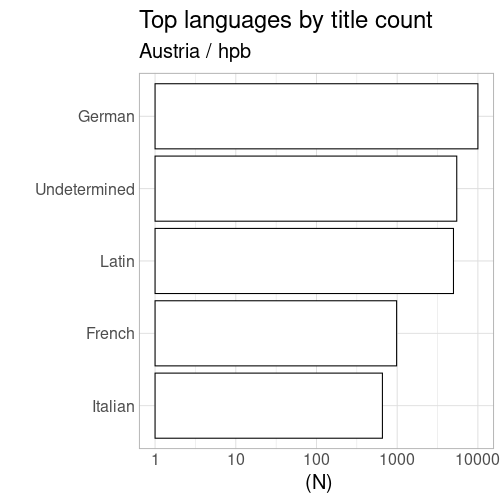 Top languages by title count
Austria / hpb
German
Undetermined
Latin
French
Italian
1 10 100 1000 10000
(N)